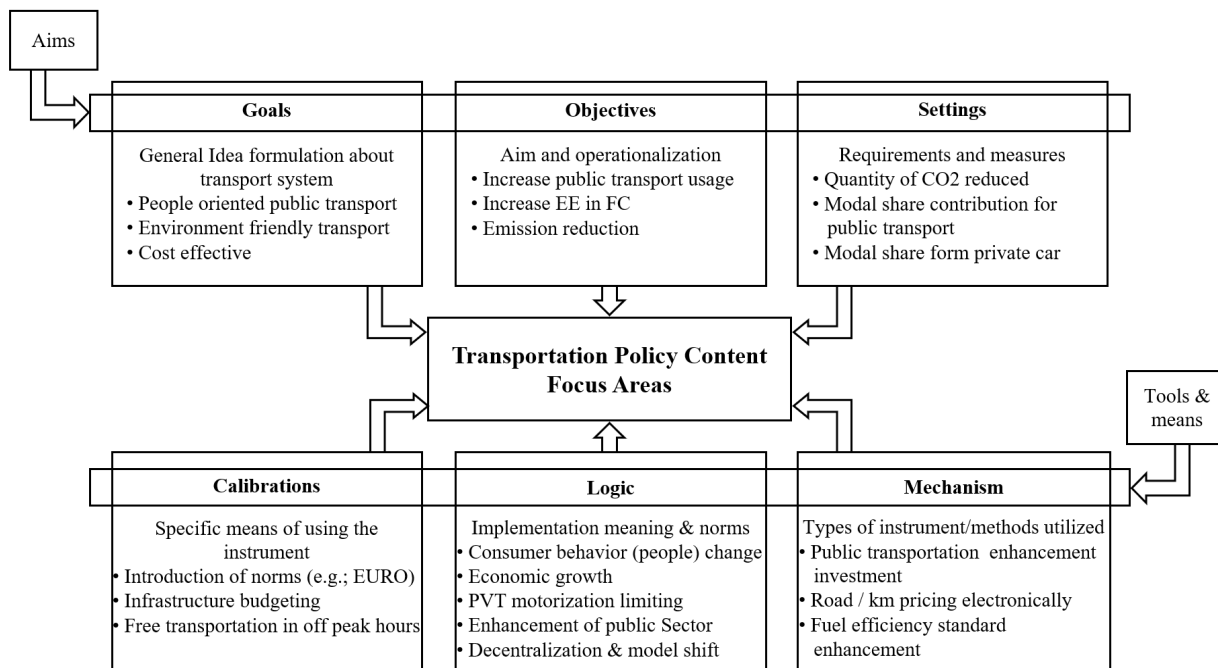 Aims
Goals
General Idea formulation about
transport system
• People oriented public transport
• Environment friendly transport
• Cost effective
Objectives
Aim and operationalization
• Increase public transport usage
• Increase EE in FC
• Emission reduction
Settings
Requirements and measures
• Quantity of CO2 reduced
• Modal share contribution for
public transport
• Modal share form private car
Transportation Policy Content
Focus Areas
Tools &
means
Calibrations
Specific means of using the
instrument
• Introduction of norms (e.g.; EURO)
• Infrastructure budgeting
• Free transportation in off peak hours
Logic
Implementation meaning & norms
• Consumer behavior (people) change
• Economic growth
• PVT motorization limiting
• Enhancement of public Sector
• Decentralization & model shift
Mechanism
Types of instrument/methods utilized
• Public transportation enhancement
investment
• Road / km pricing electronically
• Fuel efficiency standard
enhancement